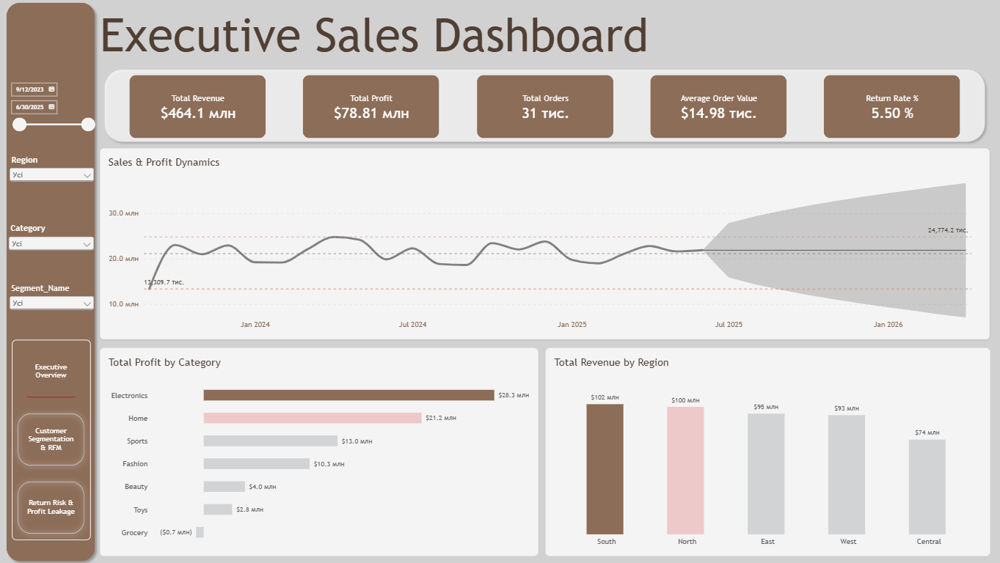 Executive Sales Dashboard
9/12/2023
6/30/2025
Region
Усі
Category
Усі
Segment_Name
Усі
Executive
Overview
Customer
Segmentation
& RFM
Return Risk &
Profit Leakage
Total Revenue
$464.1 млн
Total Profit
$78.81 млн
Total Orders
31 тис.
Average Order Value
$14.98 тис.
Return Rate %
5.50 %
Sales & Profit Dynamics
30.0 млн
20.0 млн
10.0 млн
13,309.7 тис.
24,774.2 тис.
Jan 2024
Jul 2024
Jan 2025
Jul 2025
Jan 2026
Total Profit by Category
Electronics $28.3 млн
Home $21.2 млн
Sports $13.0 млн
Fashion $10.3 млн
Beauty $4.0 млн
Toys $2.8 млн
Grocery ($0.7 млн)
Total Revenue by Region
$102 млн
$100 млн
$95 млн
$93 млн
$74 млн
South
North
East
West
Central